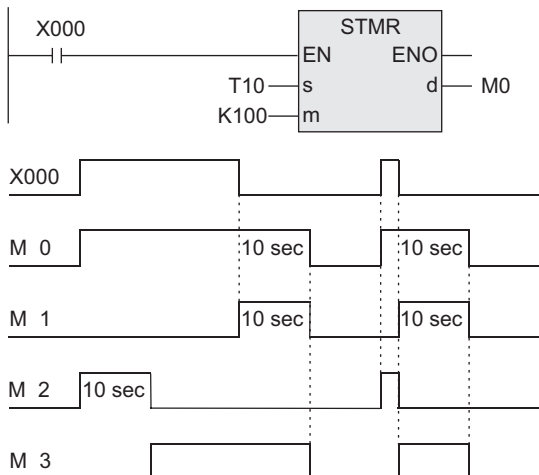 X000
STMR
EN ENO
T10 s d M0
K100 m
X000
M 0 10 sec 10 sec
M 1 10 sec 10 sec
M 2 10 sec
M 3